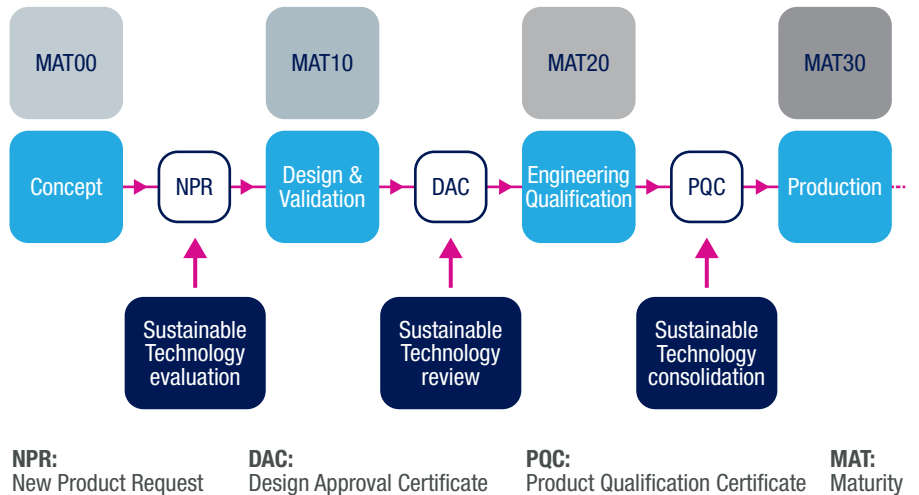 MAT00
MAT10
MAT20
MAT30
Concept
NPR
Design &
Validation
DAC
Engineering
Qualification
PQC
Production
Sustainable
Technology
evaluation
Sustainable
Technology
review
Sustainable
Technology
consolidation
NPR:
New Product Request
DAC:
Design Approval Certificate
PQC:
Product Qualification Certificate
MAT:
Maturity